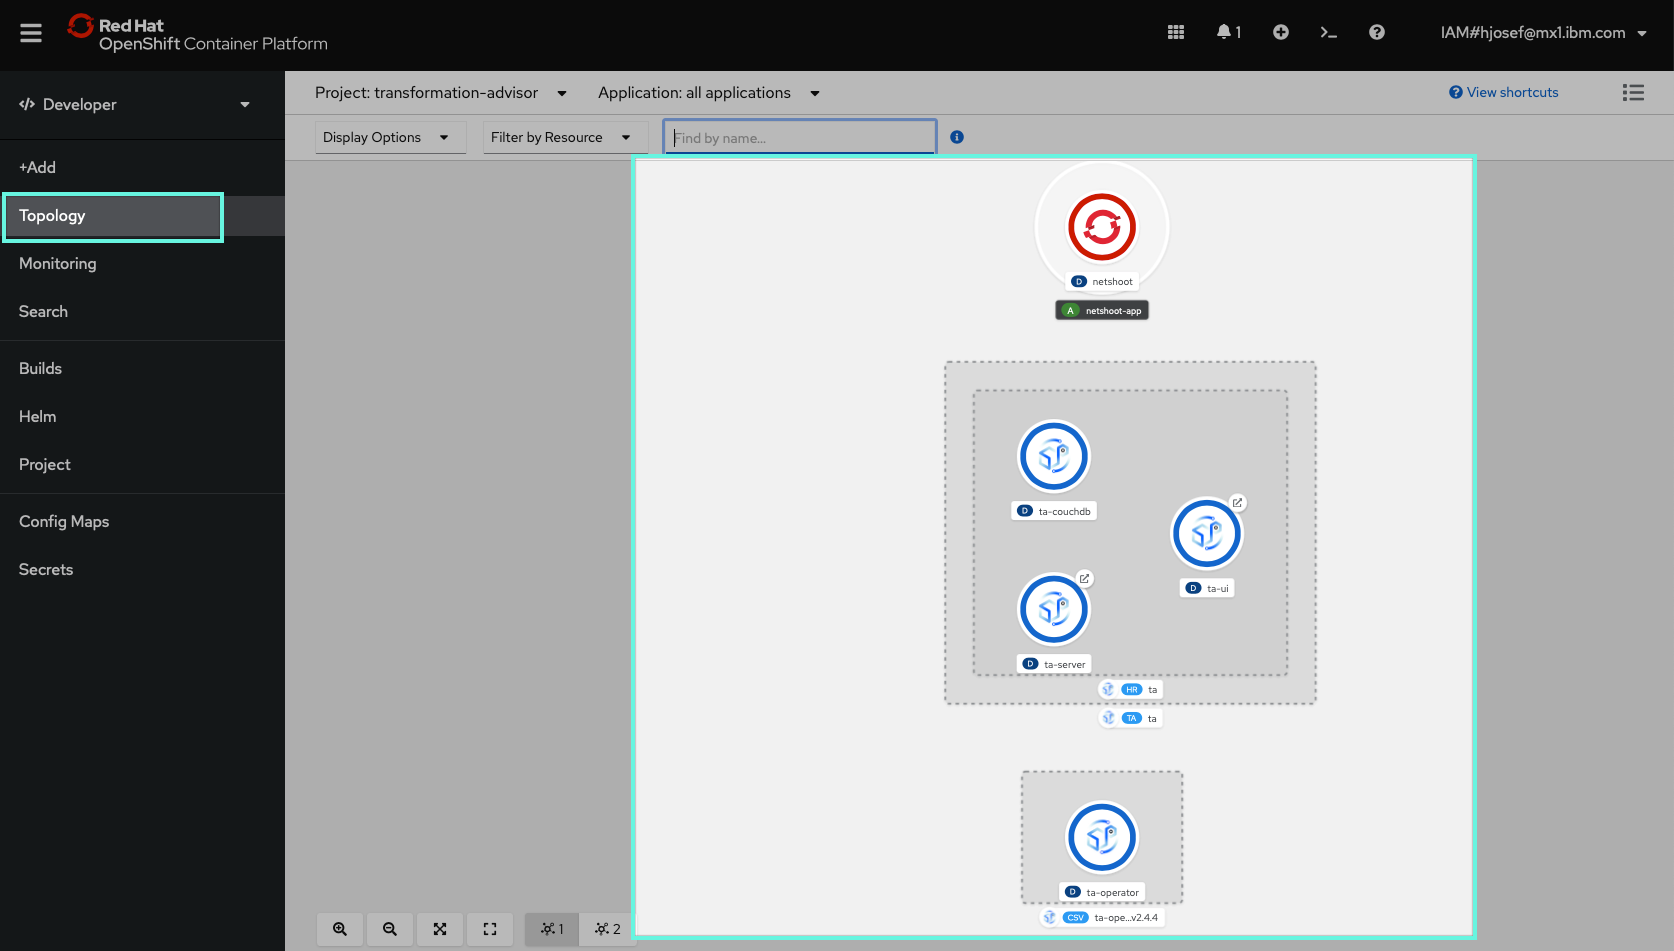 Red Hat
OpenShift Container Platform
1
IAM#hjosef@mx1.ibm.com
Developer
+Add
Topology
Monitoring
Search
Builds
Helm
Project
Config Maps
Secrets
Project: transformation-advisor
Application: all applications
View shortcuts
Display Options
Filter by Resource
Find by name...
D netshoot
A netshoot-app
D ta-couchdb
D ta-ui
D ta-server
HR ta
TA ta
D ta-operator
CSV ta-ope...v2.4.4
1
2